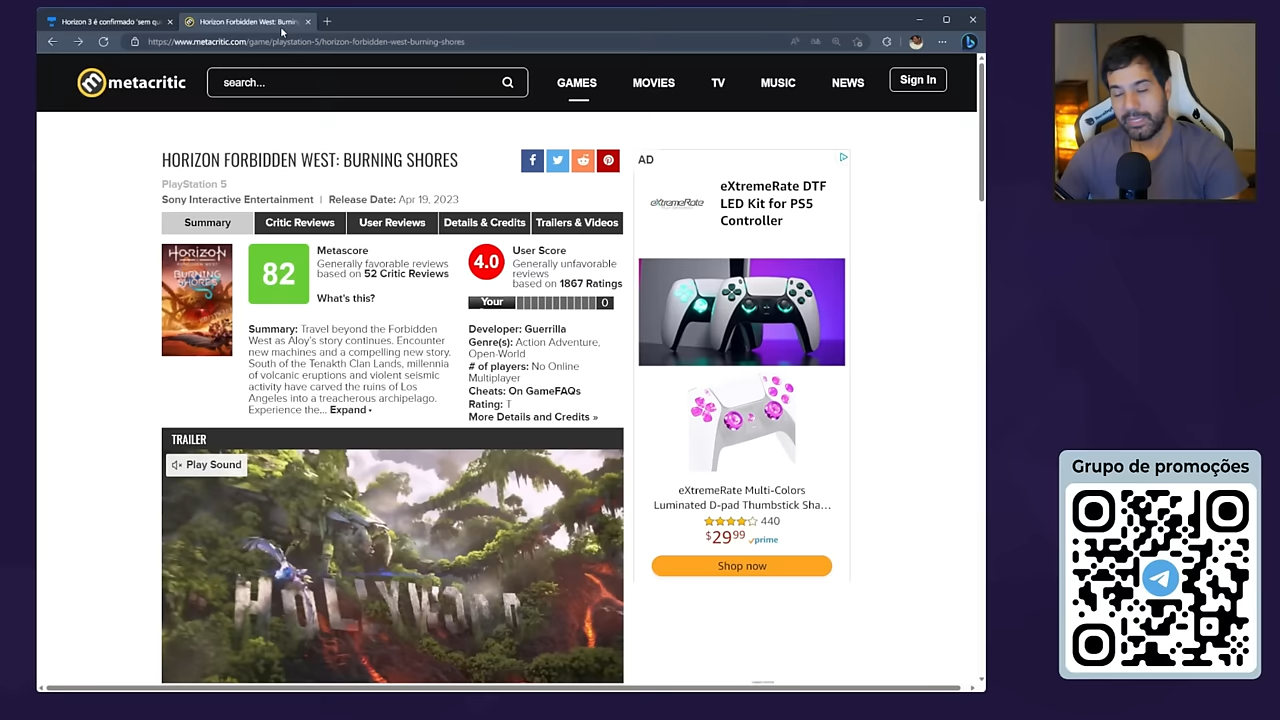 Horizon 3 é confirmado 'sem qu
Horizon Forbidden West: Burnin
https://www.metacritic.com/game/playstation-5/horizon-forbidden-west-burning-shores
metacritic
search...
GAMES
MOVIES
TV
MUSIC
NEWS
Sign In
HORIZON FORBIDDEN WEST: BURNING SHORES
PlayStation 5
Sony Interactive Entertainment | Release Date: Apr 19, 2023
Summary
Critic Reviews
User Reviews
Details & Credits
Trailers & Videos
HORIZON
BURNING
SHORES
82
Metascore
Generally favorable reviews
based on 52 Critic Reviews
What's this?
4.0
User Score
Generally unfavorable
reviews
based on 1867 Ratings
Your
0
Summary: Travel beyond the Forbidden
West as Aloy's story continues. Encounter
new machines and a compelling new story.
South of the Tenakth Clan Lands, millennia
of volcanic eruptions and violent seismic
activity have carved the ruins of Los
Angeles into a treacherous archipelago.
Experience the... Expand
Developer: Guerrilla
Genre(s): Action Adventure,
Open-World
# of players: No Online
Multiplayer
Cheats: On GameFAQs
Rating: T
More Details and Credits »
TRAILER
Play Sound
HOLLYWOOD
AD
eXtremeRate
eXtremeRate DTF
LED Kit for PS5
Controller
eXtremeRate Multi-Colors
Luminated D-pad Thumbstick Sha...
440
$29.99 prime
Shop now
Grupo de promoções